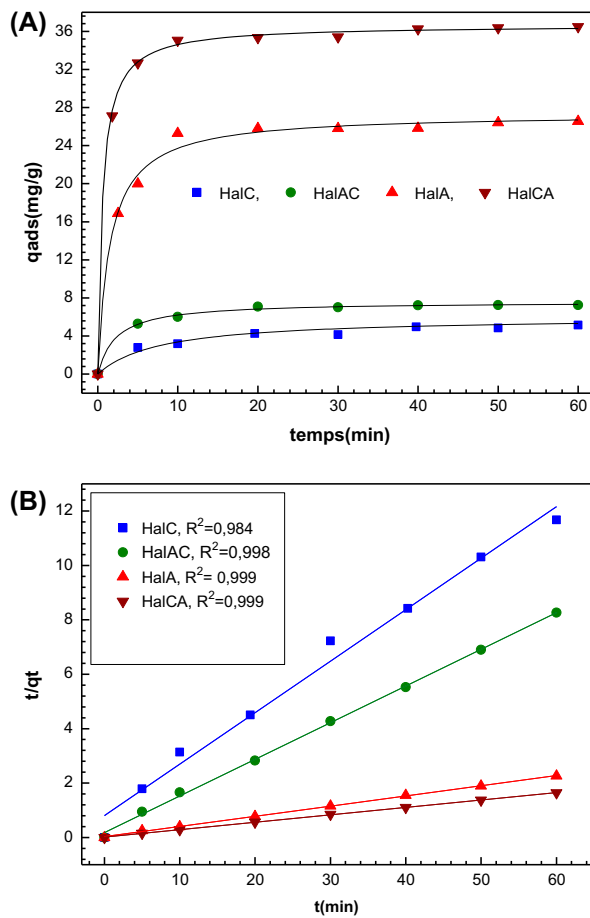 (A)
36
32
28
24
20
16
12
8
4
0
qads(mg/g)
HalC, HalAC HalA, HalCA
0 10 20 30 40 50 60
temps(min)
(B)
12
10
8
6
4
2
0
t/qt
HalC, R²=0,984
HalAC, R²=0,998
HalA, R²= 0,999
HalCA, R²=0,999
0 10 20 30 40 50 60
t(min)